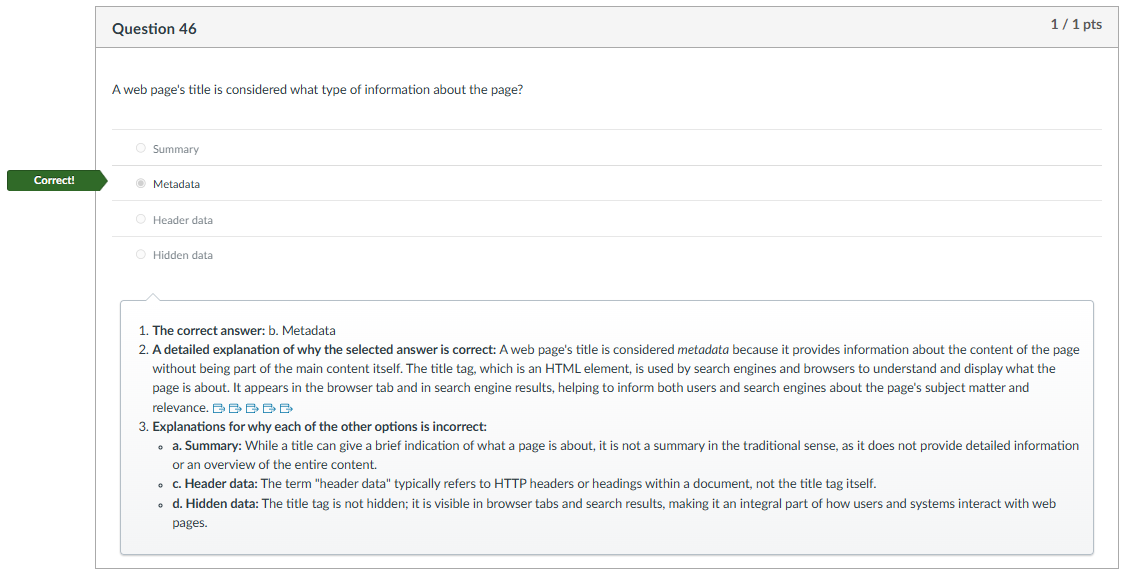 Question 46
1 / 1 pts
A web page's title is considered what type of information about the page?
Summary
Correct!
Metadata
Header data
Hidden data
1. The correct answer: b. Metadata
2. A detailed explanation of why the selected answer is correct: A web page's title is considered metadata because it provides information about the content of the page
without being part of the main content itself. The title tag, which is an HTML element, is used by search engines and browsers to understand and display what the
page is about. It appears in the browser tab and in search engine results, helping to inform both users and search engines about the page's subject matter and
relevance.
3. Explanations for why each of the other options is incorrect:
a. Summary: While a title can give a brief indication of what a page is about, it is not a summary in the traditional sense, as it does not provide detailed information
or an overview of the entire content.
c. Header data: The term "header data" typically refers to HTTP headers or headings within a document, not the title tag itself.
d. Hidden data: The title tag is not hidden; it is visible in browser tabs and search results, making it an integral part of how users and systems interact with web
pages.